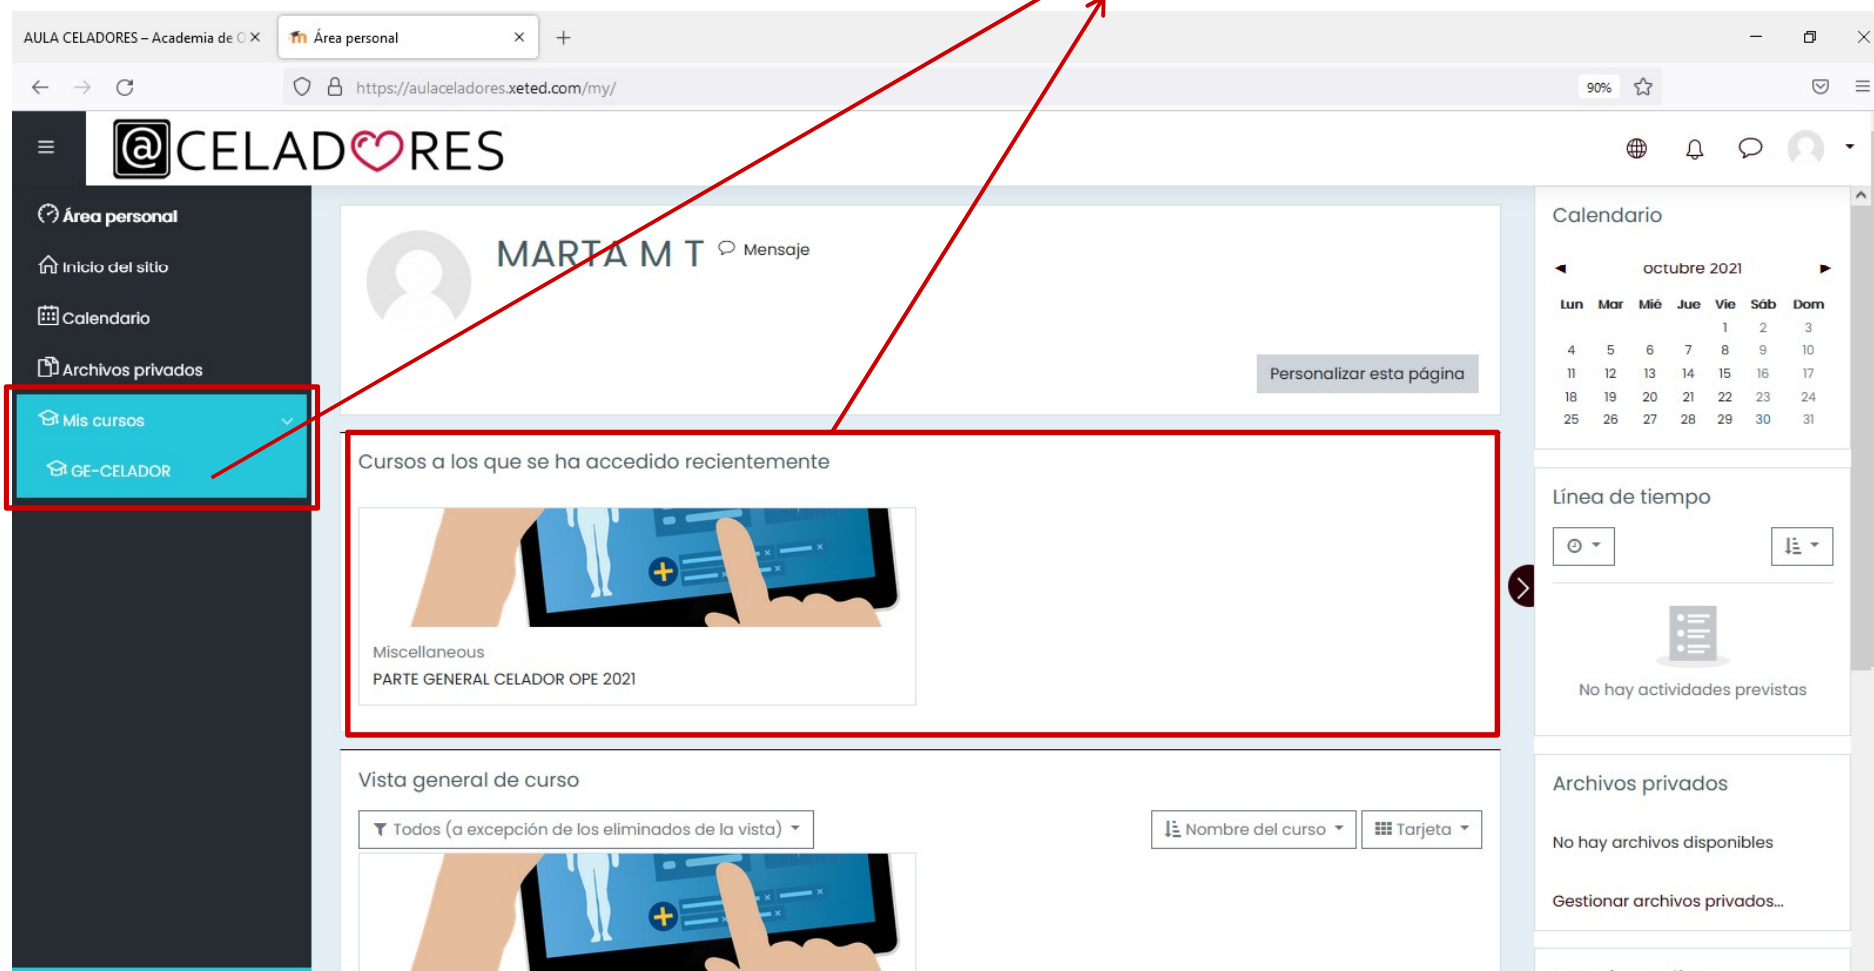 AULA CELADORES – Academia de O
Área personal
https://aulaceladores.xeted.com/my/
90%
@CELADORES
Área personal
Inicio del sitio
Calendario
Archivos privados
Mis cursos
GE-CELADOR
MARTA M T
Mensaje
Personalizar esta página
Cursos a los que se ha accedido recientemente
Miscellaneous
PARTE GENERAL CELADOR OPE 2021
Vista general de curso
Todos (a excepción de los eliminados de la vista)
Nombre del curso
Tarjeta
Calendario
octubre 2021
Lun Mar Mié Jue Vie Sáb Dom
1 2 3
4 5 6 7 8 9 10
11 12 13 14 15 16 17
18 19 20 21 22 23 24
25 26 27 28 29 30 31
Línea de tiempo
No hay actividades previstas
Archivos privados
No hay archivos disponibles
Gestionar archivos privados...